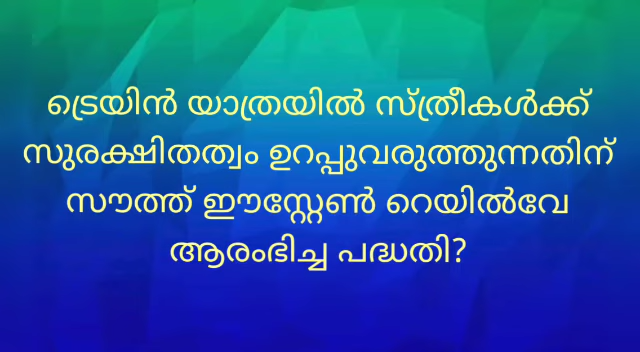 ട്രെയിൻ യാത്രയിൽ സ്ത്രീകൾക്ക്
സുരക്ഷിതത്വം ഉറപ്പുവരുത്തുന്നതിന്
സൗത്ത് ഈസ്റ്റേൺ റെയിൽവേ
ആരംഭിച്ച പദ്ധതി?